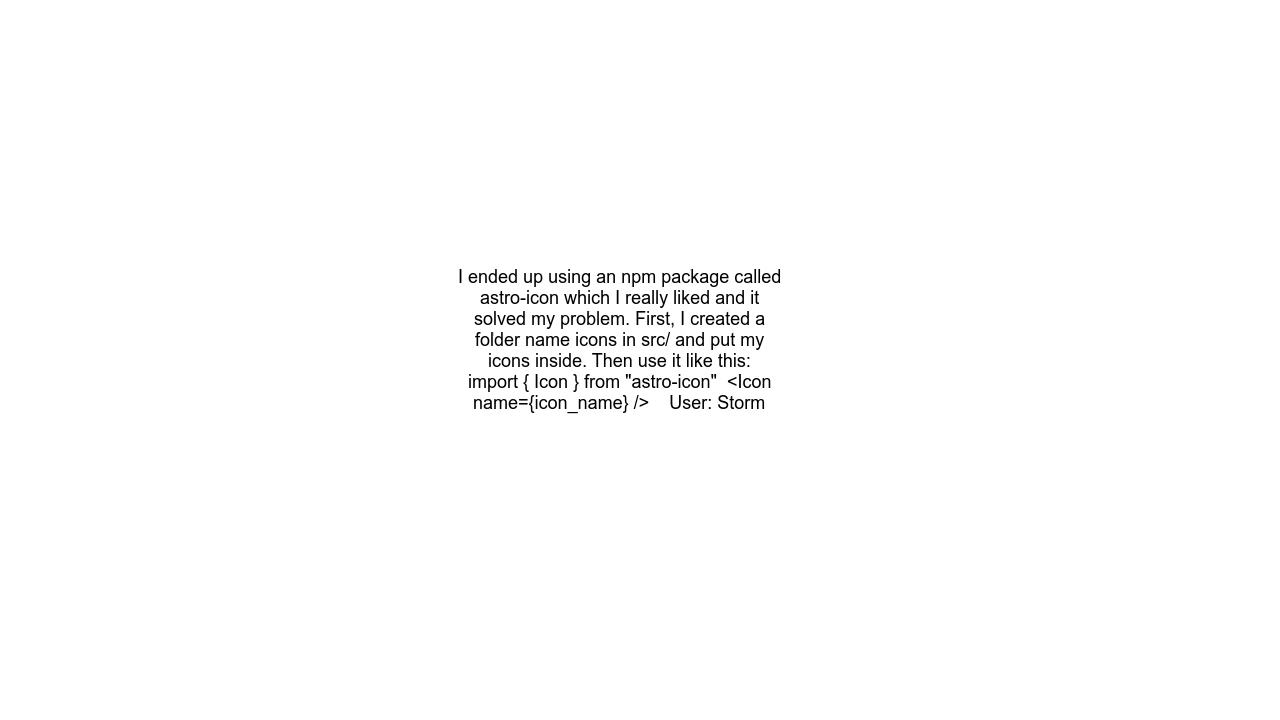 I ended up using an npm package called
astro-icon which I really liked and it
solved my problem. First, I created a
folder name icons in src/ and put my
icons inside. Then use it like this:
import { Icon } from "astro-icon"  <Icon
name={icon_name} />    User: Storm